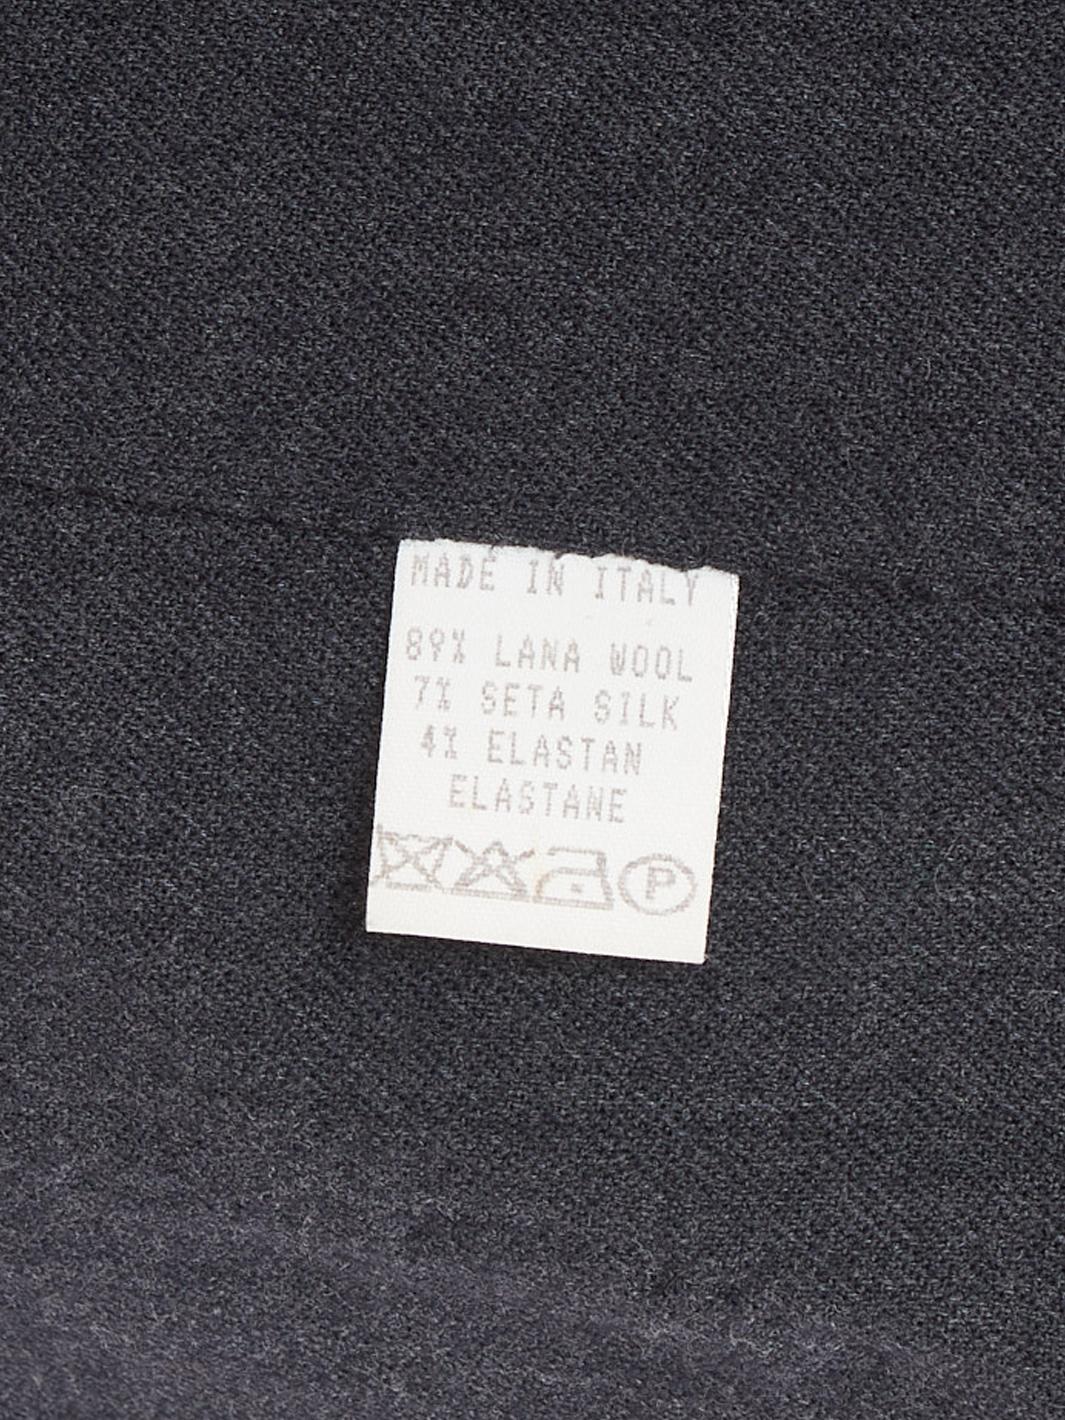 MADE IN ITALY
89% LANA WOOL
7% SETA SILK
4% ELASTAN
ELASTANE
P